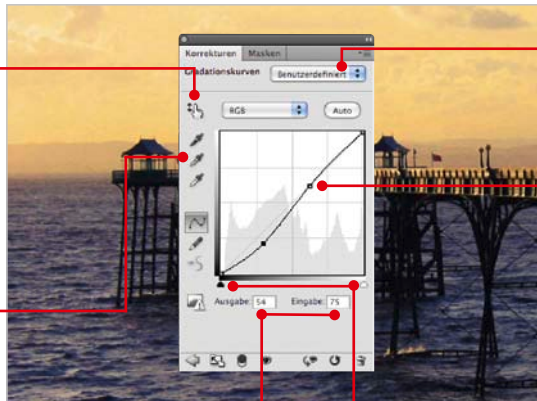 Korrekturen Masken
Gradationskurven Benutzerdefiniert
RGB Auto
Ausgabe: 54 Eingabe: 75